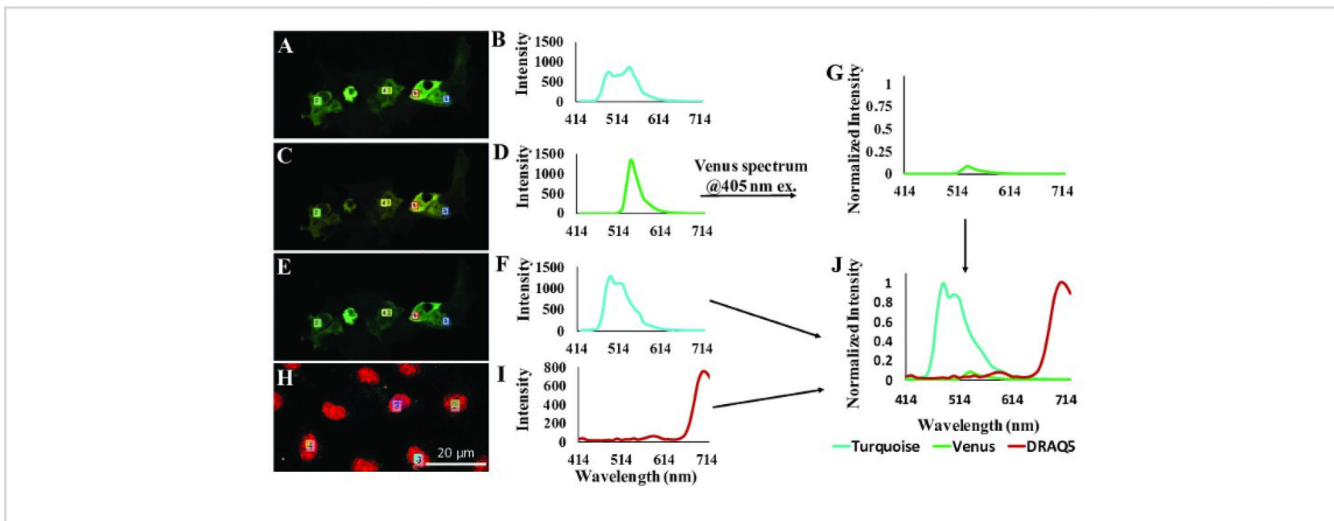 A
B
Intensity
1500
1000
500
0
414 514 614 714
C
D
Intensity
1500
1000
500
0
414 514 614 714
Venus spectrum
@405 nm ex.
G
Normalized Intensity
1
0.75
0.5
0.25
0
414 514 614 714
E
F
Intensity
1500
1000
500
0
414 514 614 714
H
20 µm
I
Intensity
800
600
400
200
0
414 514 614 714
Wavelength (nm)
J
Normalized Intensity
1
0.8
0.6
0.4
0.2
0
414 514 614 714
Wavelength (nm)
Turquoise Venus DRAQ5